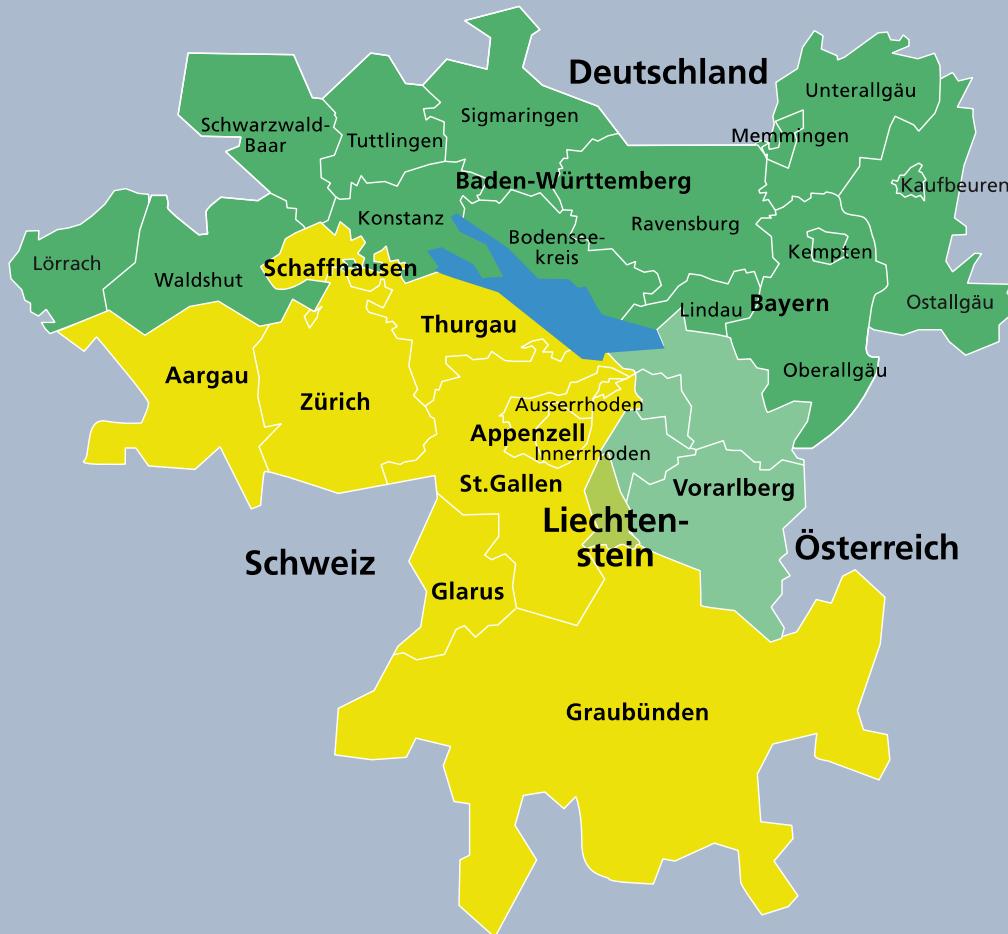 Deutschland
Unterallgäu
Sigmaringen
Schwarzwald-
Baar
Tuttlingen
Memmingen
Baden-Württemberg
Kaufbeuren
Konstanz
Ravensburg
Bodensee-
kreis
Kempten
Lörrach
Waldshut
Schaffhausen
Lindau
Bayern
Ostallgäu
Thurgau
Aargau
Oberallgäu
Zürich
Ausserrhoden
Appenzell
Innerrhoden
St.Gallen
Vorarlberg
Liechten-
stein
Österreich
Schweiz
Glarus
Graubünden